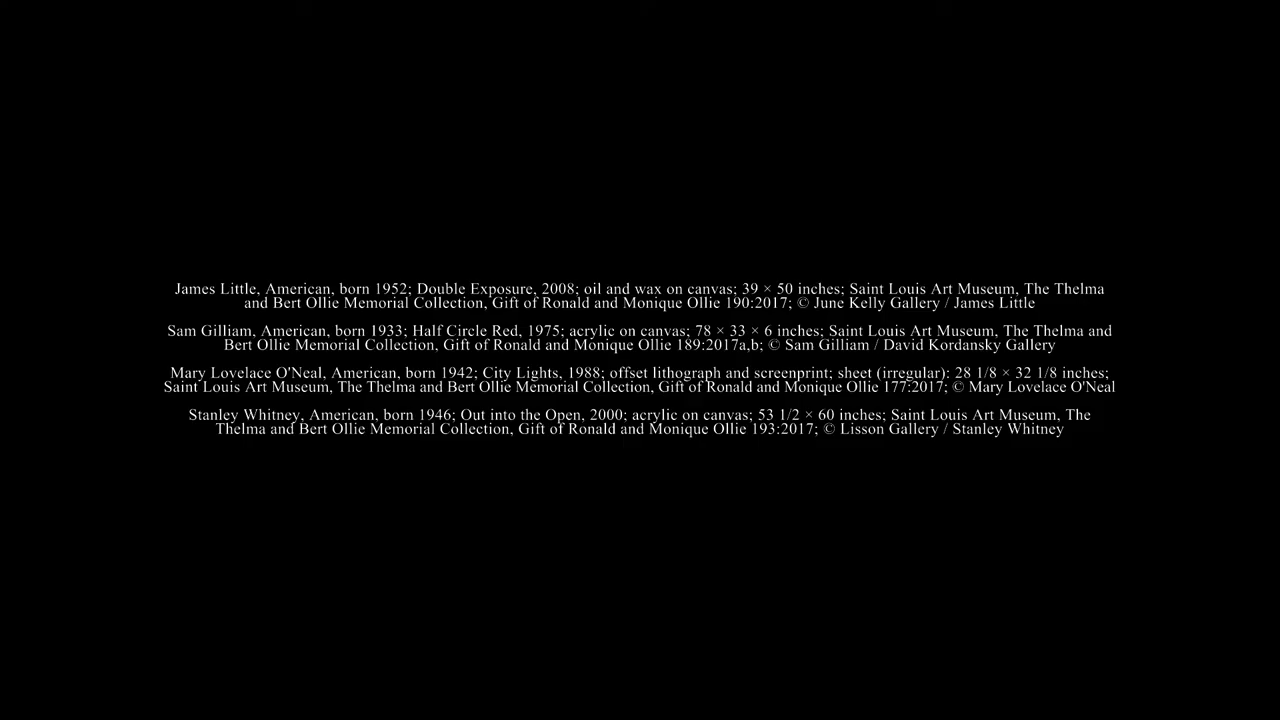 James Little, American, born 1952; Double Exposure, 2008; oil and wax on canvas; 39 × 50 inches; Saint Louis Art Museum, The Thelma
and Bert Ollie Memorial Collection, Gift of Ronald and Monique Ollie 190:2017; © June Kelly Gallery / James Little
Sam Gilliam, American, born 1933; Half Circle Red, 1975; acrylic on canvas; 78 × 33 × 6 inches; Saint Louis Art Museum, The Thelma and
Bert Ollie Memorial Collection, Gift of Ronald and Monique Ollie 189:2017a,b; © Sam Gilliam / David Kordansky Gallery
Mary Lovelace O'Neal, American, born 1942; City Lights, 1988; offset lithograph and screenprint; sheet (irregular): 28 1/8 × 32 1/8 inches;
Saint Louis Art Museum, The Thelma and Bert Ollie Memorial Collection, Gift of Ronald and Monique Ollie 177:2017; © Mary Lovelace O'Neal
Stanley Whitney, American, born 1946; Out into the Open, 2000; acrylic on canvas; 53 1/2 × 60 inches; Saint Louis Art Museum, The
Thelma and Bert Ollie Memorial Collection, Gift of Ronald and Monique Ollie 193:2017; © Lisson Gallery / Stanley Whitney